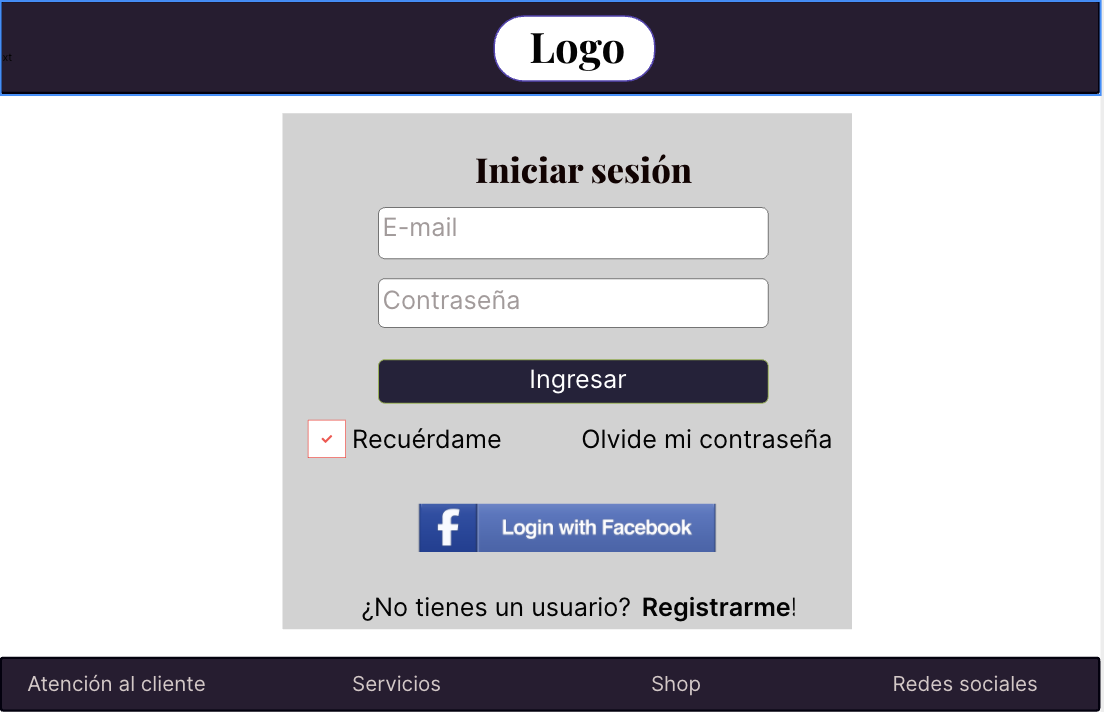 Logo
xt
Iniciar sesión
E-mail
Contraseña
Ingresar
Recuérdame Olvide mi contraseña
f Login with Facebook
¿No tienes un usuario? Registrarme!
Atención al cliente Servicios Shop Redes sociales